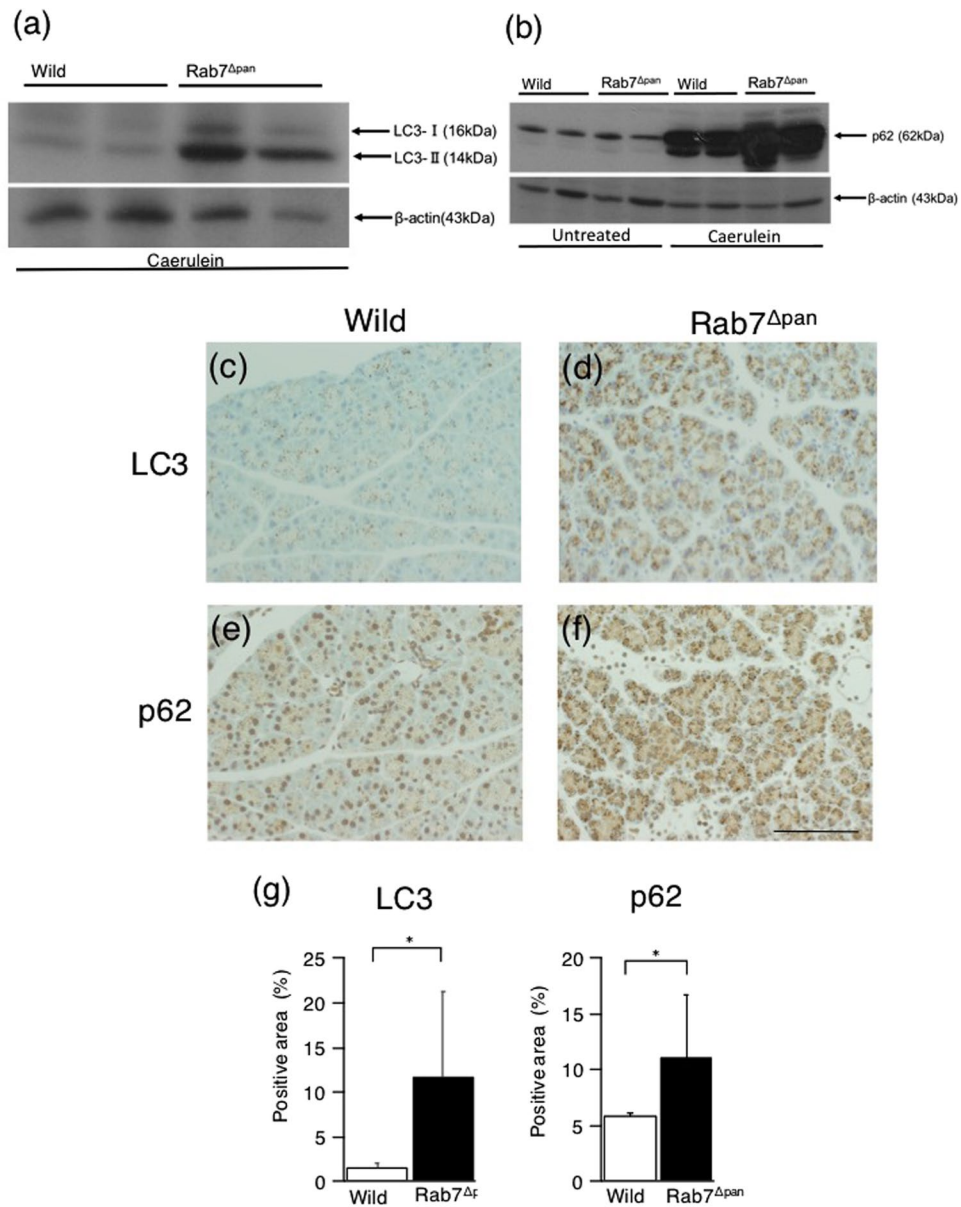 (a)
Wild Rab7Δpan
LC3- Ⅰ (16kDa)
LC3- Ⅱ (14kDa)
β-actin(43kDa)
Caerulein
(b)
Wild Rab7Δpan Wild Rab7Δpan
p62 (62kDa)
β-actin (43kDa)
Untreated Caerulein
Wild Rab7Δpan
(c) (d)
LC3
(e) (f)
p62
(g)
LC3
*
25
20
15
10
5
0
Positive area (%)
Wild Rab7Δp
p62
*
20
15
10
5
0
Positive area (%)
Wild Rab7Δpan